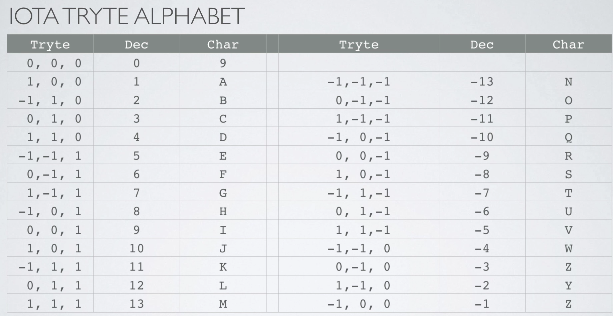 IOTA TRYTE ALPHABET
Tryte Dec Char Tryte Dec Char
0, 0, 0 0 9
1, 0, 0 1 A -1,-1,-1 -13 N
-1, 1, 0 2 B 0,-1,-1 -12 O
0, 1, 0 3 C 1,-1,-1 -11 P
1, 1, 0 4 D -1, 0,-1 -10 Q
-1,-1, 1 5 E 0, 0,-1 -9 R
0,-1, 1 6 F 1, 0,-1 -8 S
1,-1, 1 7 G -1, 1,-1 -7 T
-1, 0, 1 8 H 0, 1,-1 -6 U
0, 0, 1 9 I 1, 1,-1 -5 V
1, 0, 1 10 J -1,-1, 0 -4 W
-1, 1, 1 11 K 0,-1, 0 -3 Z
0, 1, 1 12 L 1,-1, 0 -2 Y
1, 1, 1 13 M -1, 0, 0 -1 Z